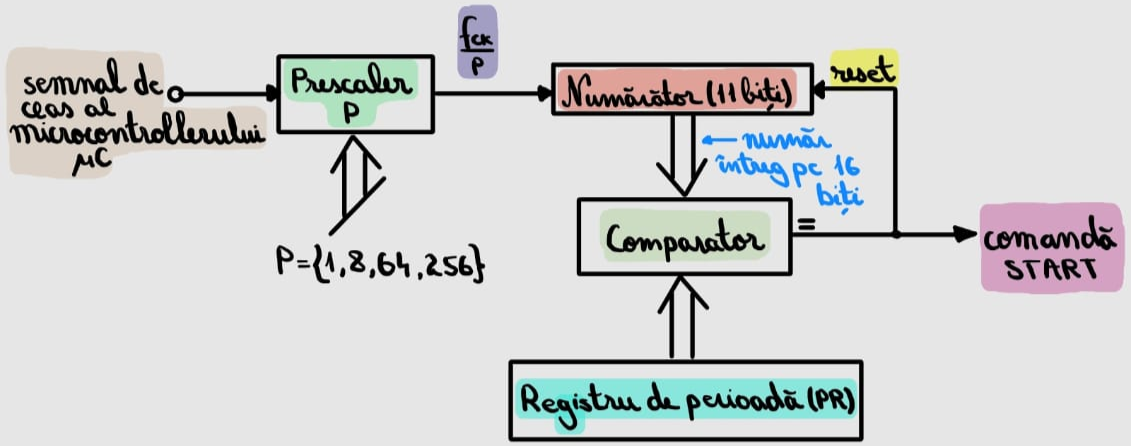 semnal de
ceas al
microcontrollerului
μC
Prescaler
P
P={1,8,64,256}
fck
P
Numărător (11 biți)
reset
număr
întreg pe 16
biți
Comparator
=
comandă
START
Registru de perioadă (PR)